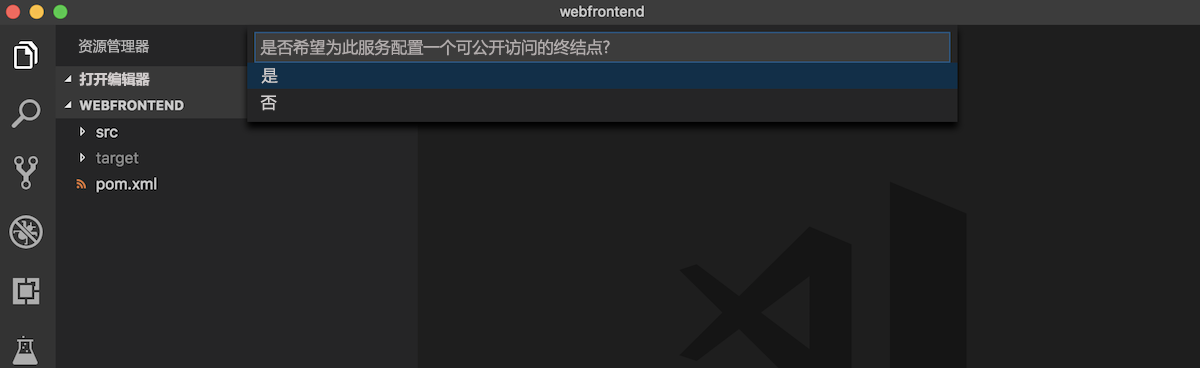 webfrontend
资源管理器
是否希望为此服务配置一个可公开访问的终结点?
是
否
打开编辑器
WEBFRONTEND
src
target
pom.xml